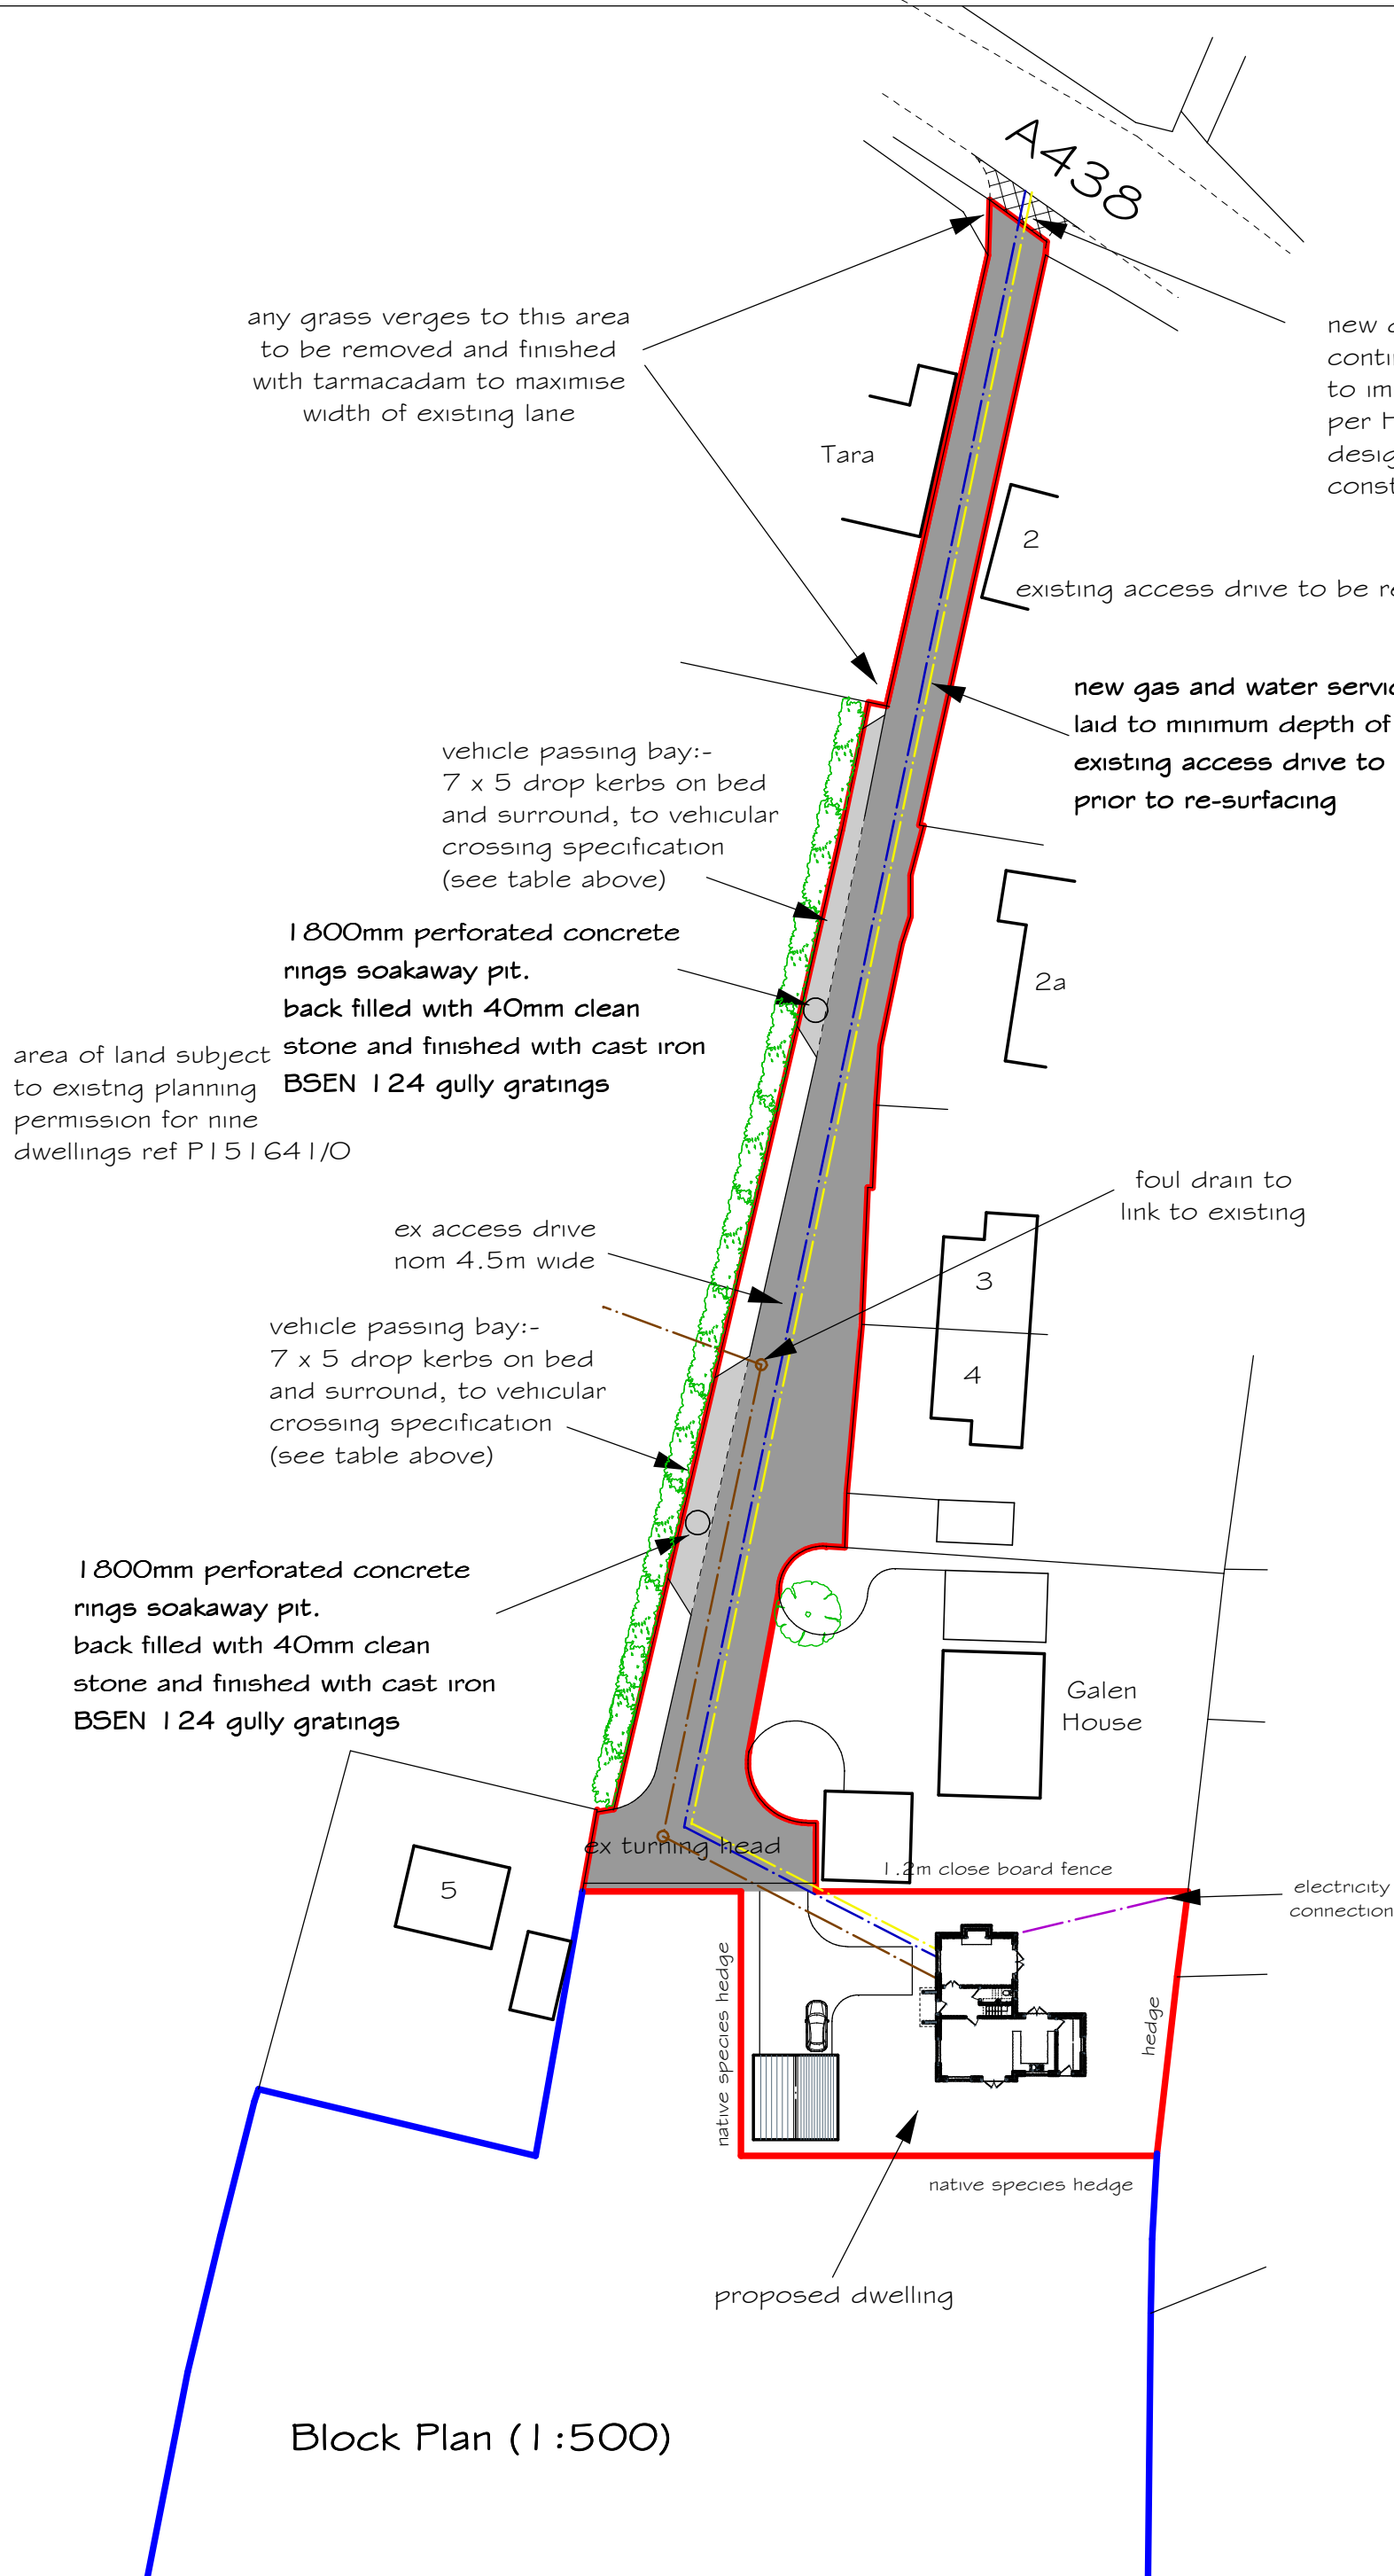 A438
any grass verges to this area
to be removed and finished
with tarmacadam to maximise
width of existing lane
new
contin
to im
per H
desig
const
Tara
2
existing access drive to be re
new gas and water servic
laid to minimum depth of
existing access drive to
prior to re-surfacing
vehicle passing bay:-
7 x 5 drop kerbs on bed
and surround, to vehicular
crossing specification
(see table above)
1800mm perforated concrete
rings soakaway pit.
back filled with 40mm clean
stone and finished with cast iron
BSEN 124 gully gratings
2a
area of land subject
to existng planning
permission for nine
dwellings ref P151641/O
foul drain to
link to existing
ex access drive
nom 4.5m wide
3
4
vehicle passing bay:-
7 x 5 drop kerbs on bed
and surround, to vehicular
crossing specification
(see table above)
1800mm perforated concrete
rings soakaway pit.
back filled with 40mm clean
stone and finished with cast iron
BSEN 124 gully gratings
Galen
House
ex turning head
1.2m close board fence
5
electricity
connection
native species hedge
hedge
native species hedge
proposed dwelling
Block Plan (1:500)